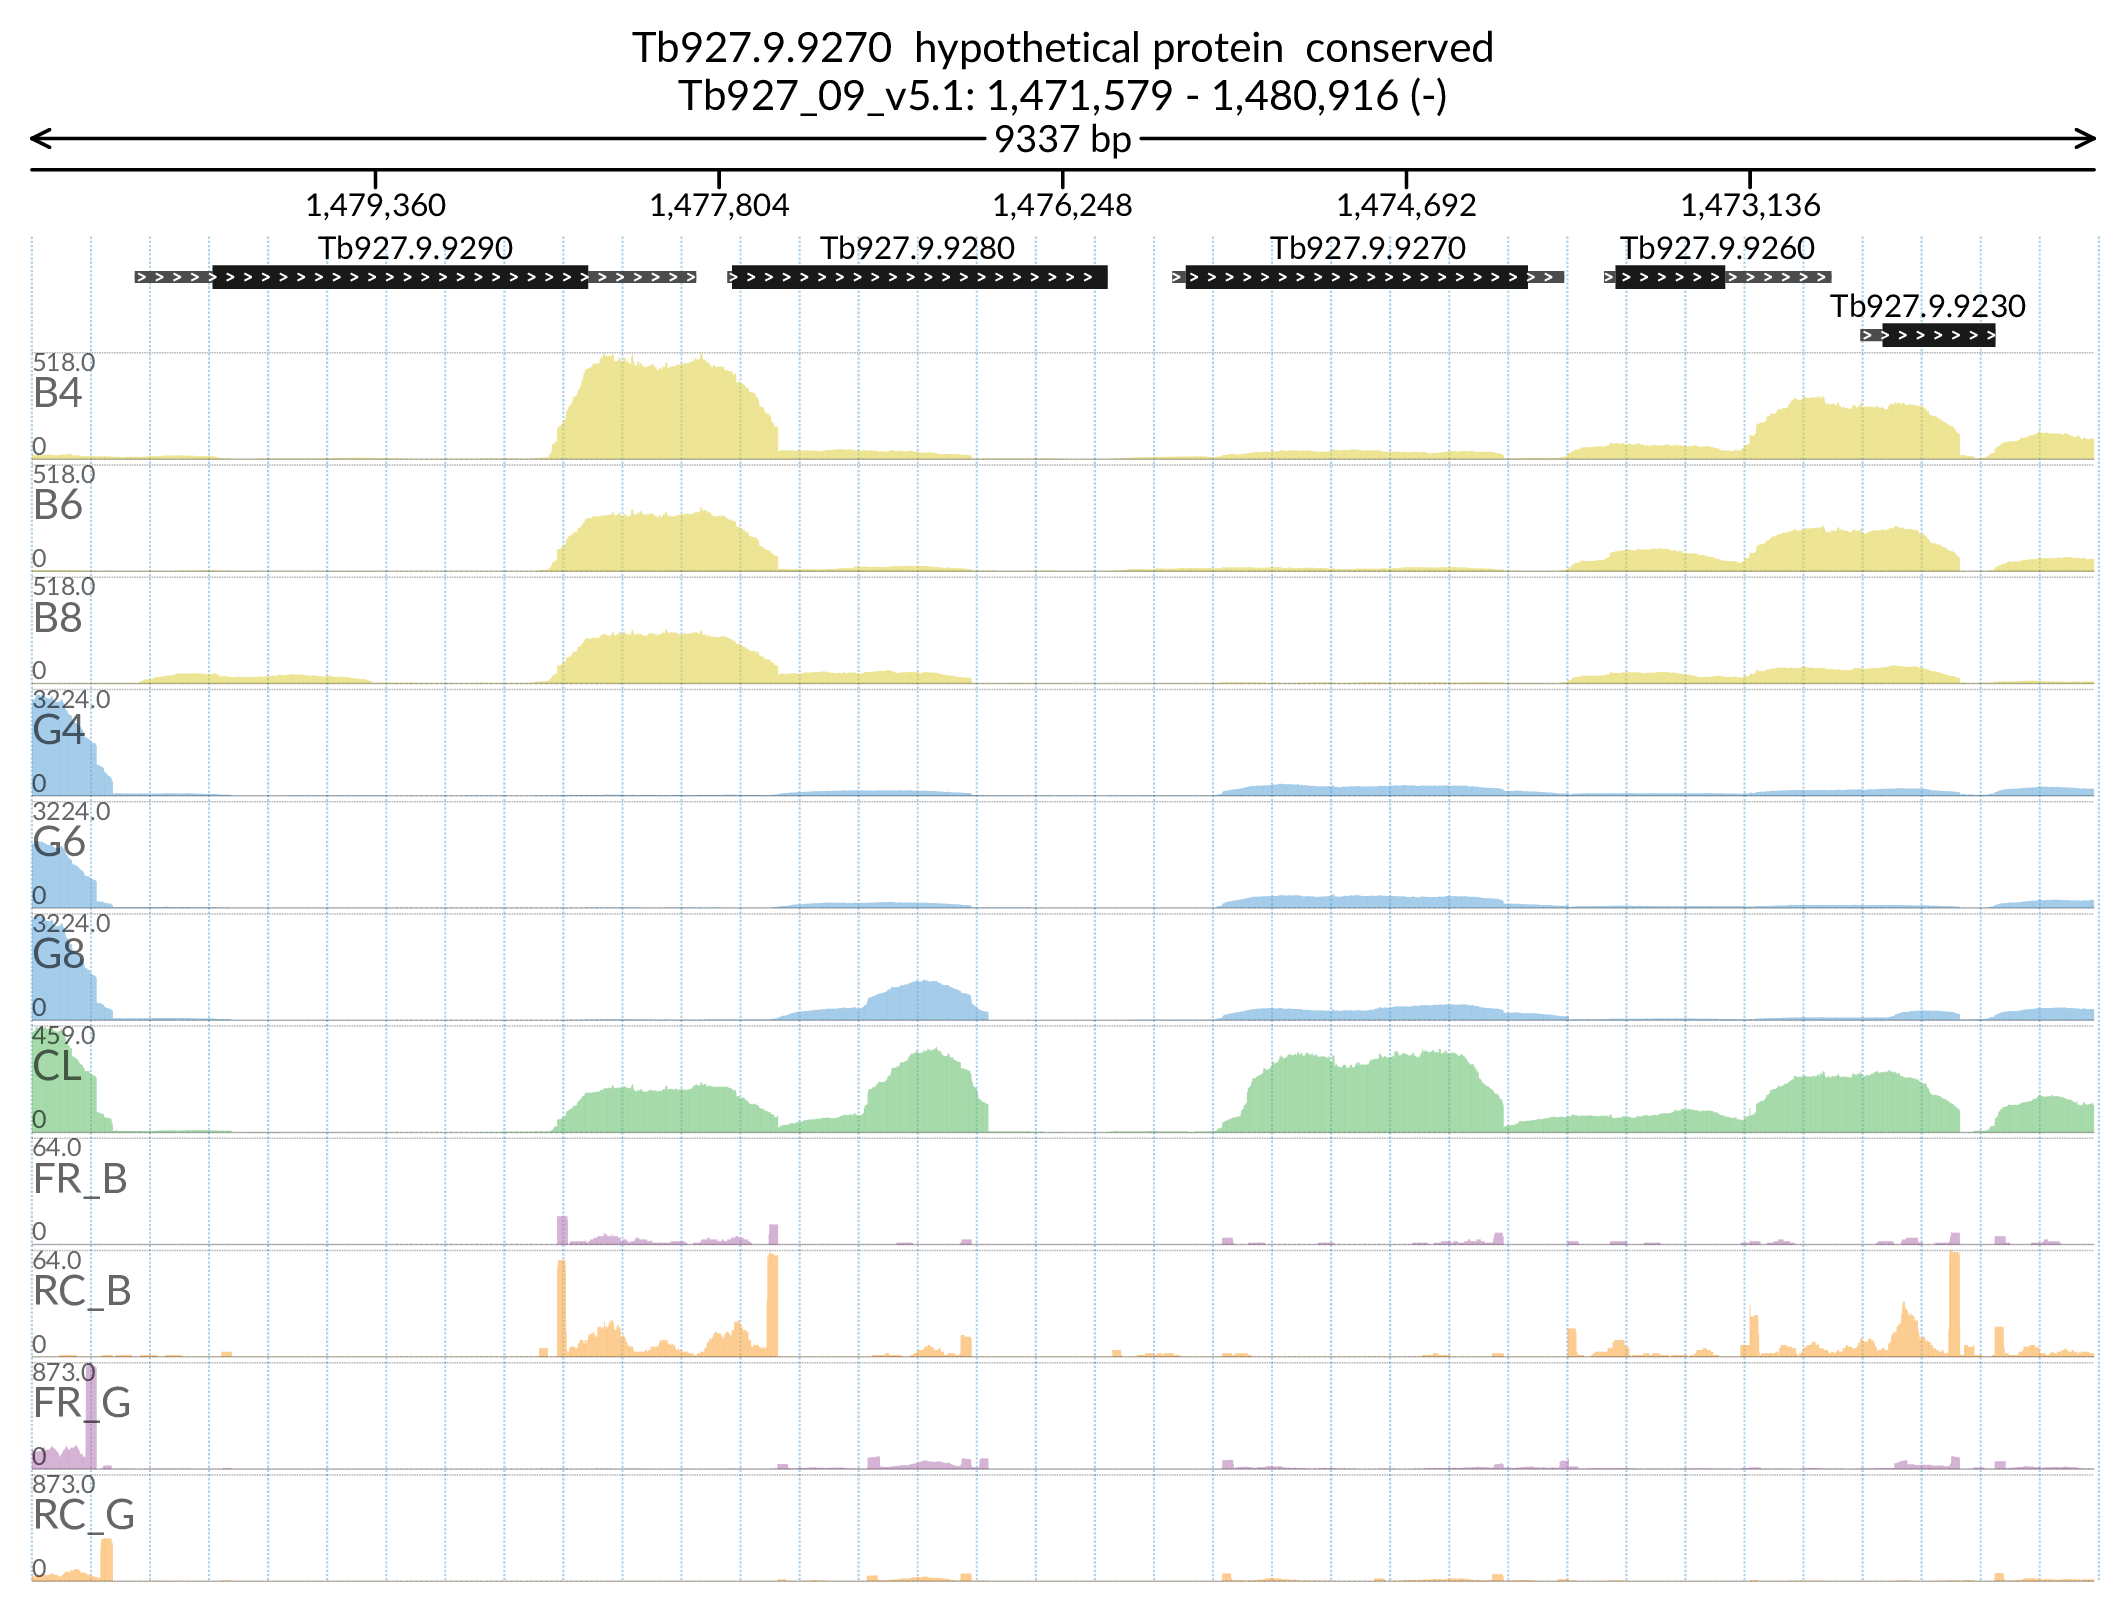 Tb927.9.9270  hypothetical protein  conserved
Tb927_09_v5.1: 1,471,579 - 1,480,916 (-)
9337 bp
1,479,360 1,477,804 1,476,248 1,474,692 1,473,136
Tb927.9.9290 Tb927.9.9280 Tb927.9.9270 Tb927.9.9260
Tb927.9.9230
518.0
B4
0
518.0
B6
0
518.0
B8
0
3224.0
G4
0
3224.0
G6
0
3224.0
G8
0
459.0
CL
0
64.0
FR_B
0
64.0
RC_B
0
873.0
FR_G
0
873.0
RC_G
0